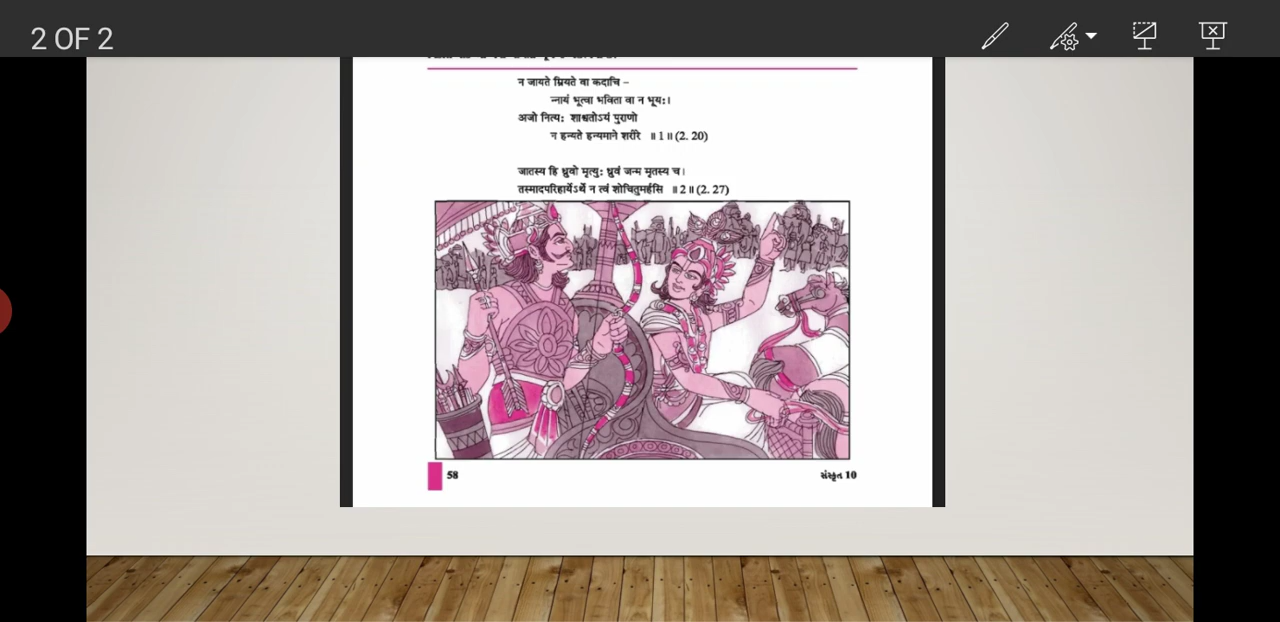 2 OF 2
न जायते म्रियते वा कदाचि –
न्नायं भूत्वा भविता वा न भूयः।
अजो नित्यः शाश्वतोऽयं पुराणो
न हन्यते हन्यमाने शरीरे ॥ 1 ॥ (2. 20)
जातस्य हि ध्रुवो मृत्युः ध्रुवं जन्म मृतस्य च।
तस्मादपरिहार्येऽर्थे न त्वं शोचितुमर्हसि ॥ 2 ॥ (2. 27)
58
સંસ્કૃત 10